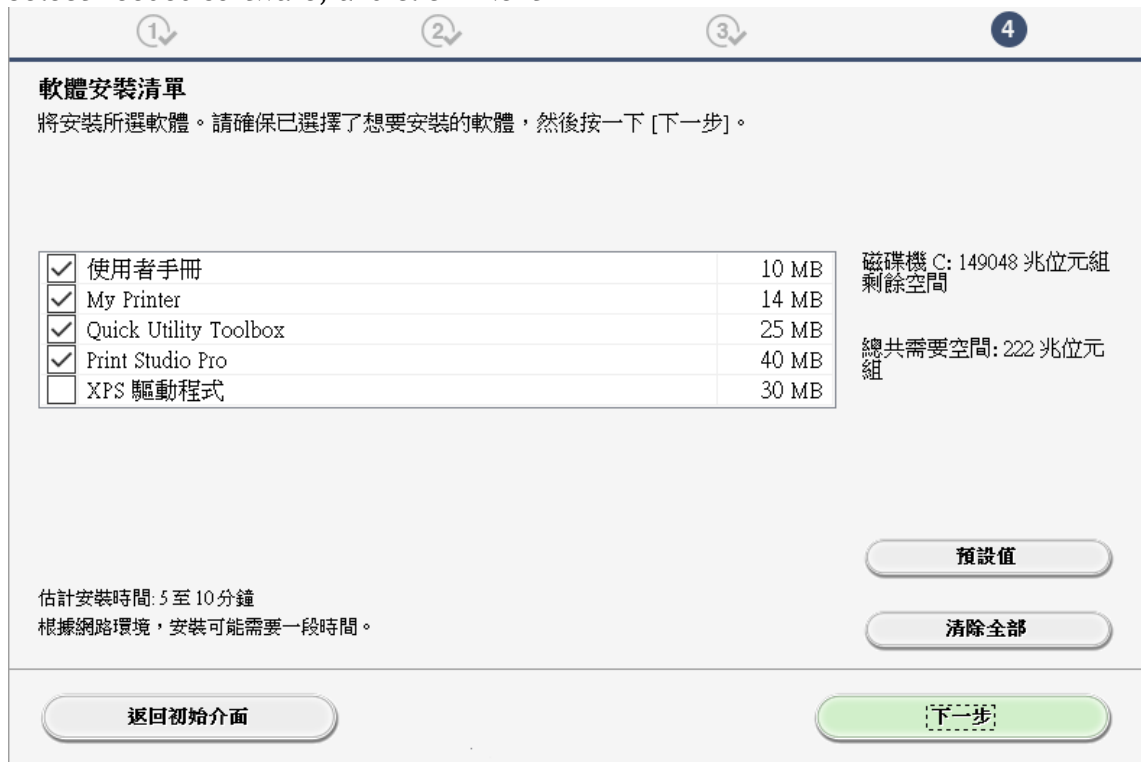 1 2 3 4
軟體安裝清單
將安裝所選軟體。請確保已選擇了想要安裝的軟體，然後按一下 [下一步]。
使用者手冊 10 MB
My Printer 14 MB
Quick Utility Toolbox 25 MB
Print Studio Pro 40 MB
XPS 驅動程式 30 MB
磁碟機 C: 149048 兆位元組
剩餘空間
總共需要空間: 222 兆位元
組
預設值
估計安裝時間: 5 至 10 分鐘
根據網路環境，安裝可能需要一段時間。
清除全部
返回初始介面
下一步